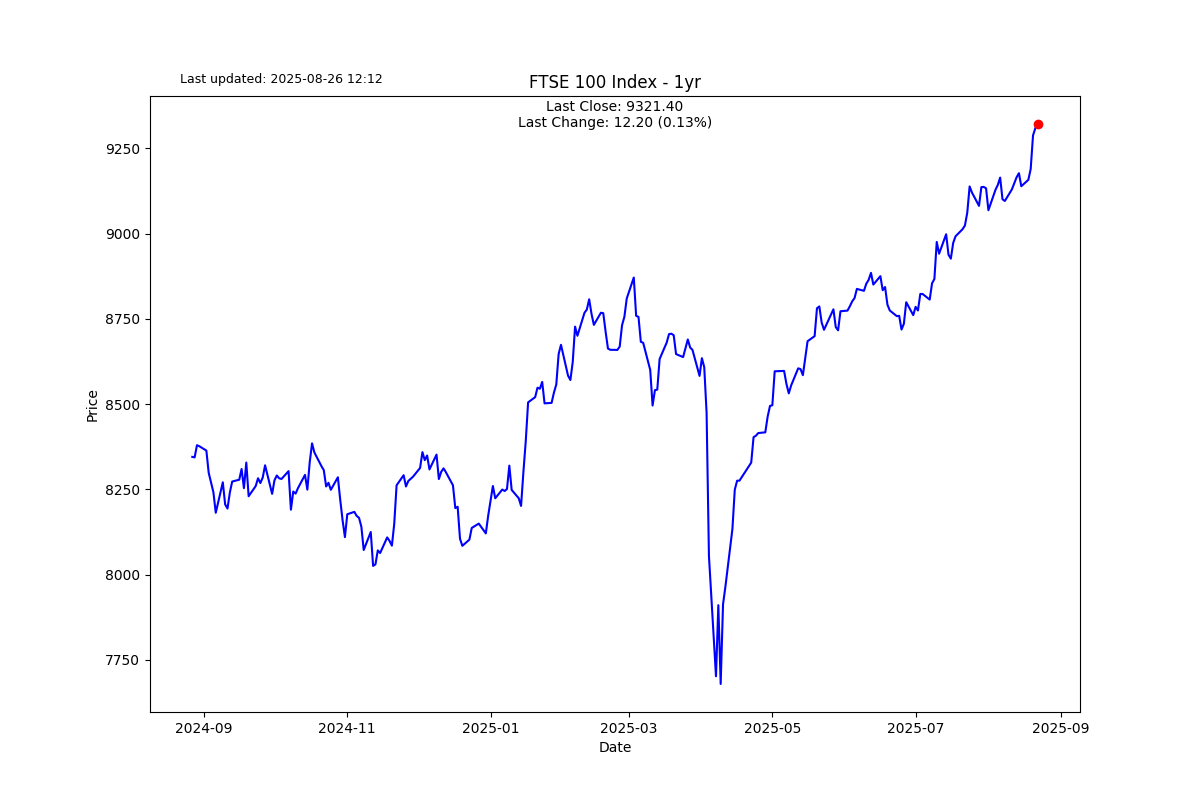 Last updated: 2025-08-26 12:12
FTSE 100 Index - 1yr
Last Close: 9321.40
Last Change: 12.20 (0.13%)
9250
9000
8750
8500
8250
8000
7750
Price
2024-09
2024-11
2025-01
2025-03
2025-05
2025-07
2025-09
Date